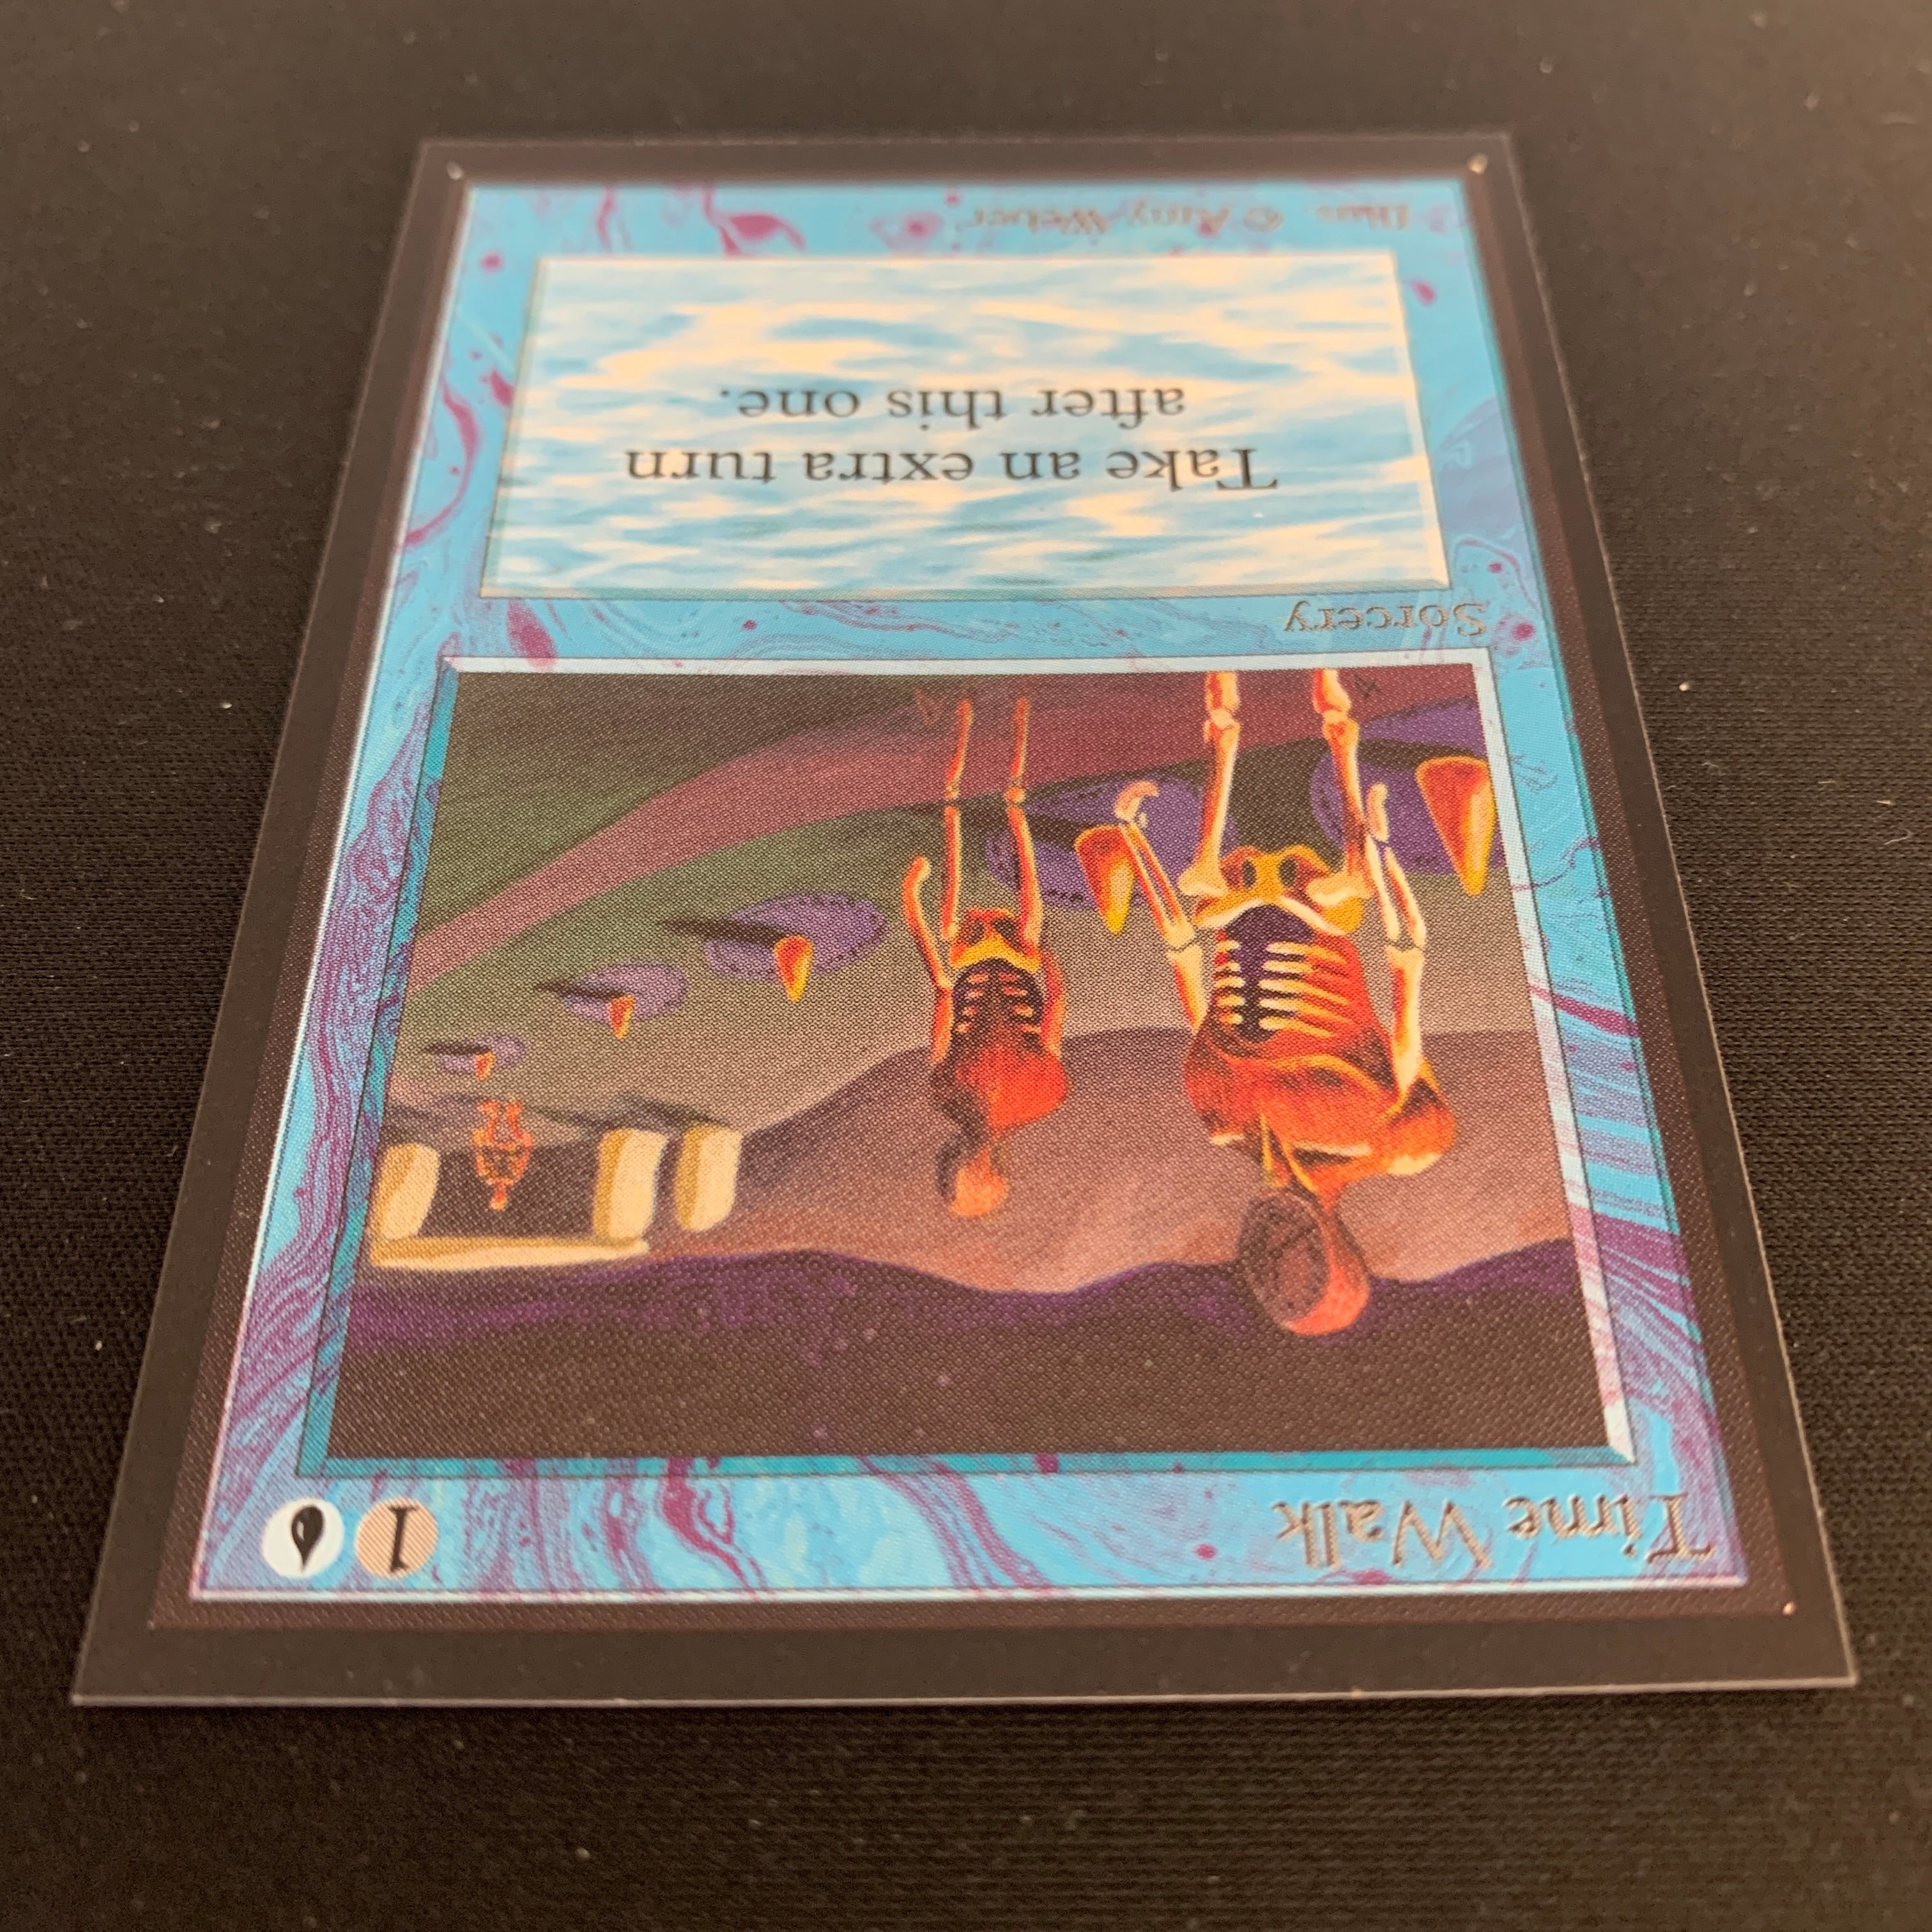 Time Walk 1
Sorcery
Take an extra turn
after this one.
Illus. © Amy Weber